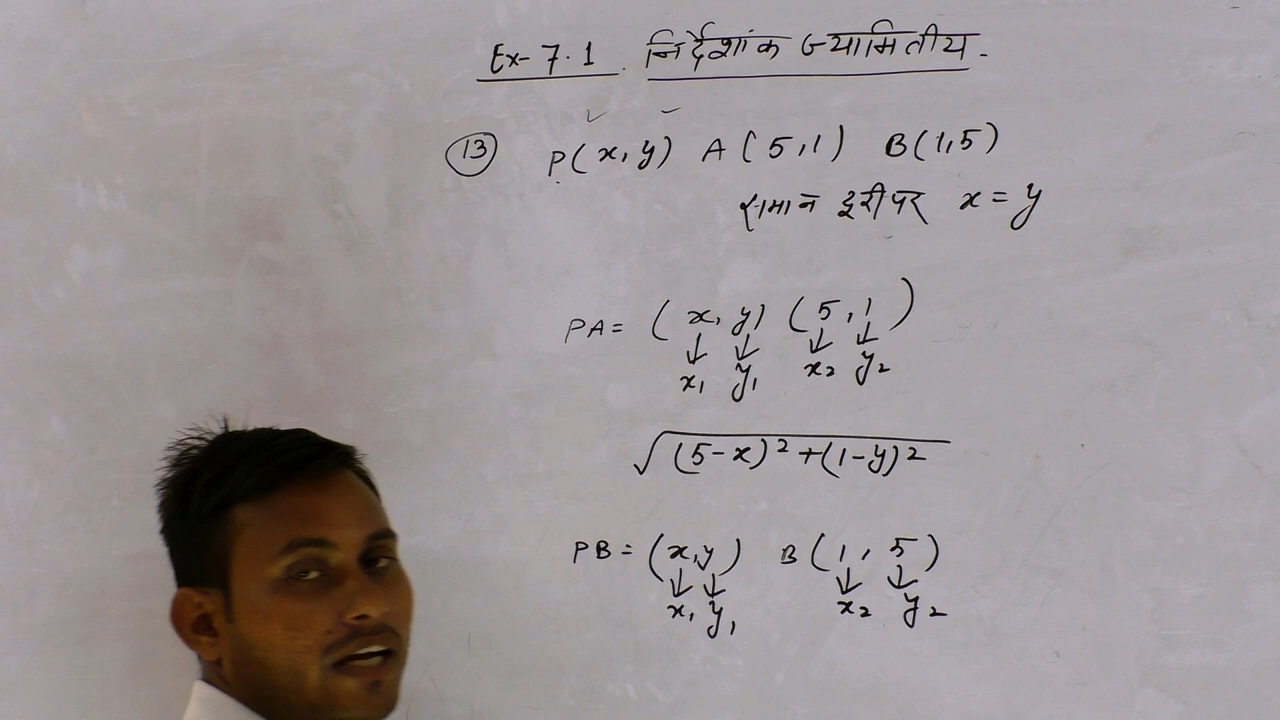 Ex-7.1. निर्देशांक ज्यामितीय.
13 P(x, y) A(5,1) B(1,5)
समान दूरी पर x = y
PA = (x, y) (5, 1)
↓ ↓ ↓ ↓
x₁ y₁ x₂ y₂
√(5-x)² + (1-y)²
PB = (x, y) B(1, 5)
↓ ↓ ↓ ↓
x₁ y₁ x₂ y₂